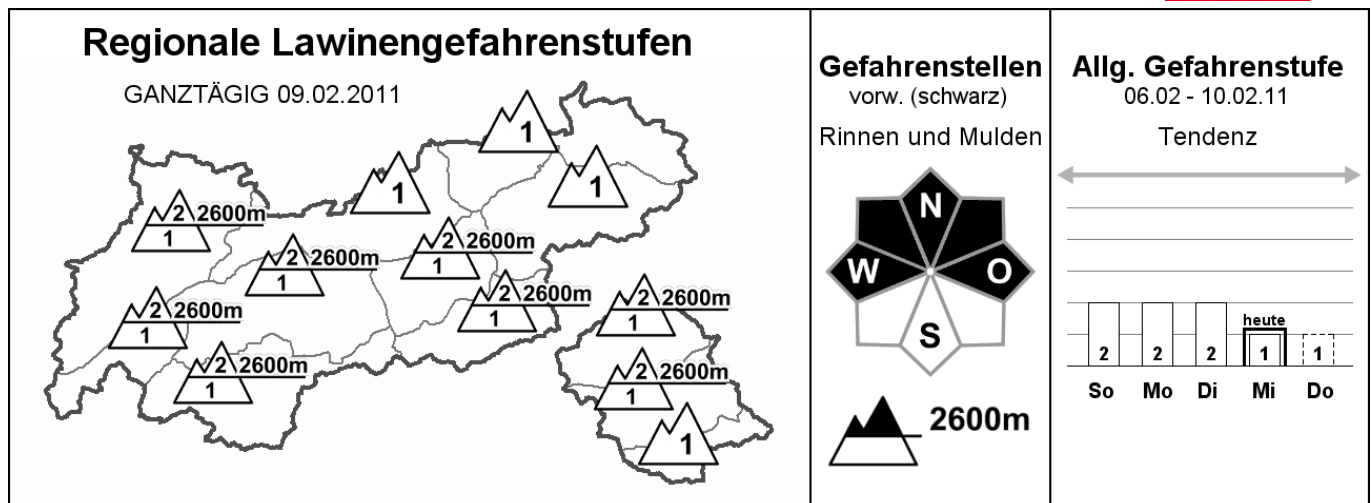 Regionale Lawinengefahrenstufen
GANZTÄGIG 09.02.2011
1
1
1
2 2600m
1
2 2600m
1
2 2600m
1
2 2600m
1
2 2600m
1
2 2600m
1
2 2600m
1
2 2600m
1
1
Gefahrenstellen
vorw. (schwarz)
Rinnen und Mulden
N
W O
S
2600m
Allg. Gefahrenstufe
06.02 - 10.02.11
Tendenz
heute
2 2 2 1 1
So Mo Di Mi Do